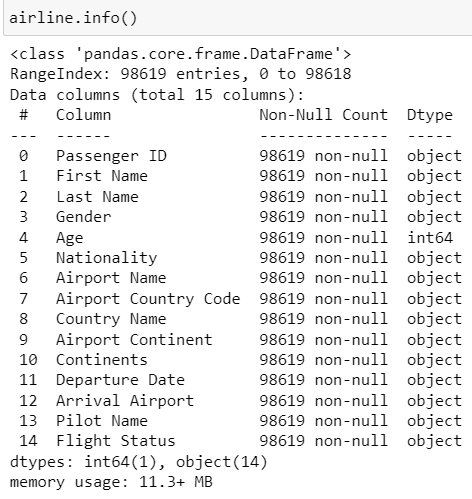 airline.info()
<class 'pandas.core.frame.DataFrame'>
RangeIndex: 98619 entries, 0 to 98618
Data columns (total 15 columns):
 #   Column                Non-Null Count  Dtype
---  ------                --------------  -----
 0   Passenger ID          98619 non-null  object
 1   First Name            98619 non-null  object
 2   Last Name             98619 non-null  object
 3   Gender                98619 non-null  object
 4   Age                   98619 non-null  int64
 5   Nationality           98619 non-null  object
 6   Airport Name          98619 non-null  object
 7   Airport Country Code  98619 non-null  object
 8   Country Name          98619 non-null  object
 9   Airport Continent     98619 non-null  object
 10  Continents            98619 non-null  object
 11  Departure Date        98619 non-null  object
 12  Arrival Airport       98619 non-null  object
 13  Pilot Name            98619 non-null  object
 14  Flight Status         98619 non-null  object
dtypes: int64(1), object(14)
memory usage: 11.3+ MB